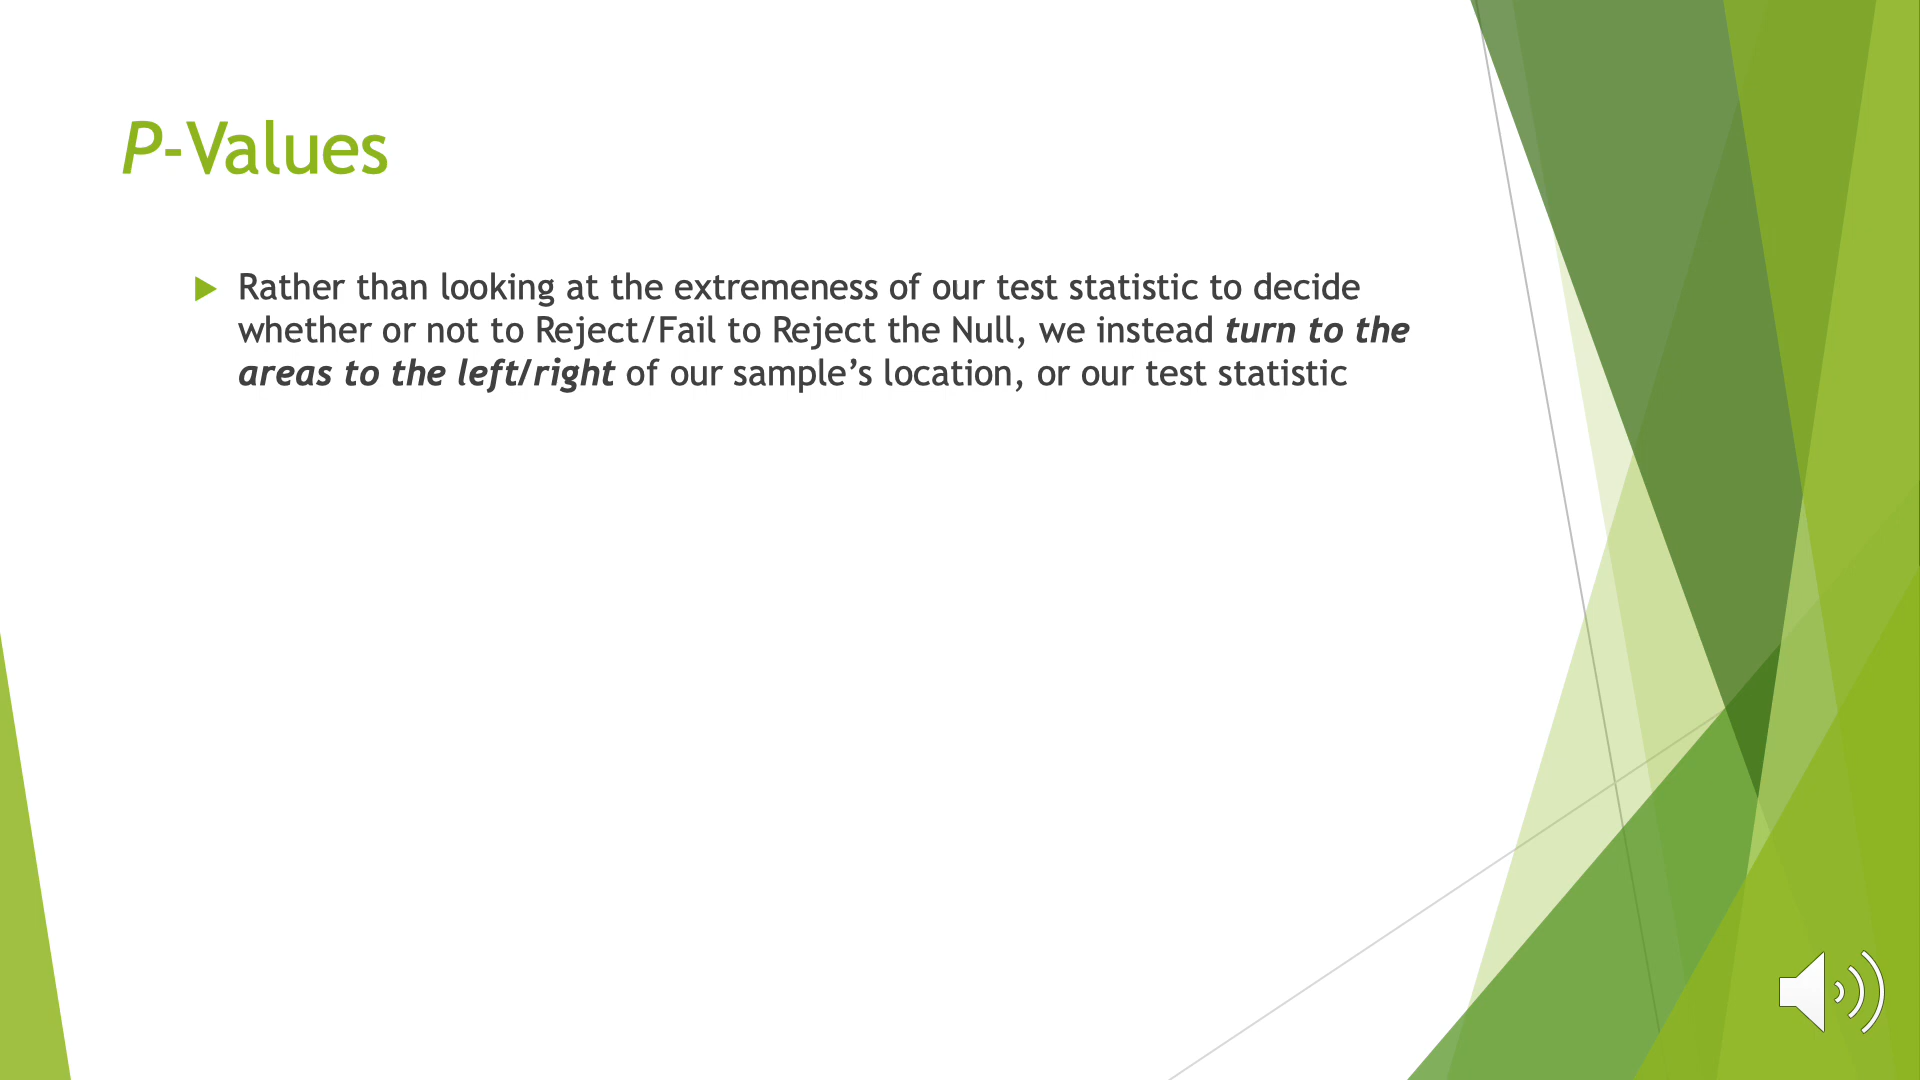 P-Values
Rather than looking at the extremeness of our test statistic to decide
whether or not to Reject/Fail to Reject the Null, we instead turn to the
areas to the left/right of our sample’s location, or our test statistic